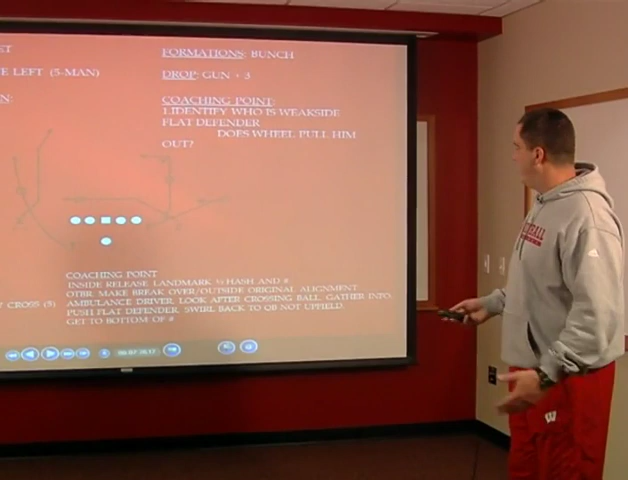 ST
E LEFT (5-MAN)
N:
FORMATIONS: BUNCH
DROP: GUN + 3
COACHING POINT:
1.IDENTIFY WHO IS WEAKSIDE
FLAT DEFENDER
DOES WHEEL PULL HIM
OUT?
COACHING POINT
INSIDE RELEASE LANDMARK ½ HASH AND #
OTBR MAKE BREAK OVER/OUTSIDE ORIGINAL ALIGNMENT
CROSS (5) AMBULANCE DRIVER, LOOK AFTER CROSSING BALL, GATHER INFO,
PUSH FLAT DEFENDER, SWIRL BACK TO QB NOT UPFIELD,
GET TO BOTTOM OF #
adidas
W